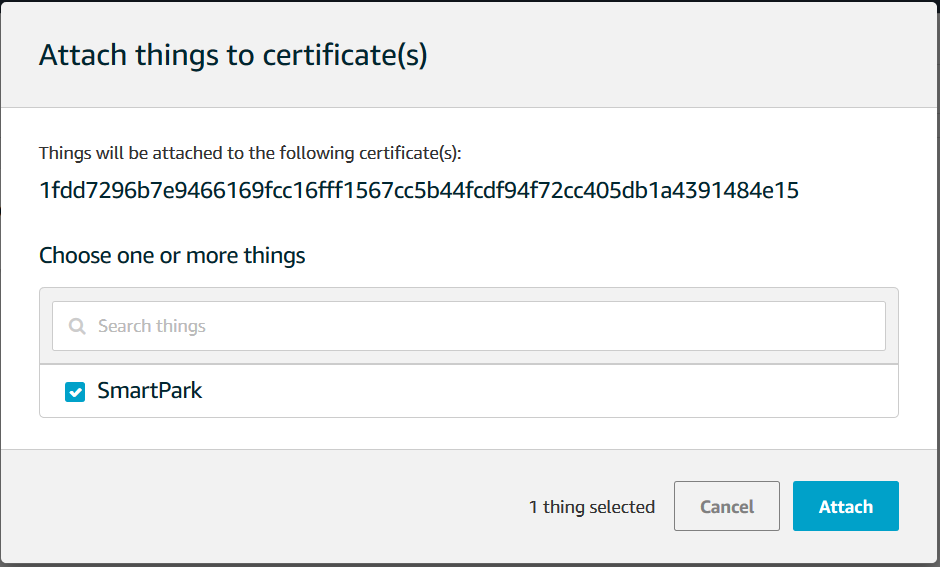 Attach things to certificate(s)
Things will be attached to the following certificate(s):
1fdd7296b7e9466169fcc16fff1567cc5b44fcdf94f72cc405db1a4391484e15
Choose one or more things
Search things
SmartPark
1 thing selected
Cancel
Attach